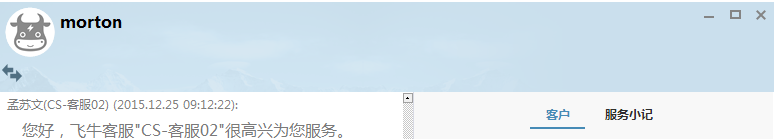 morton
孟苏文(CS-客服02) (2015.12.25 09:12:22):
您好，飞牛客服"CS-客服02"很高兴为您服务。
客户 服务小记